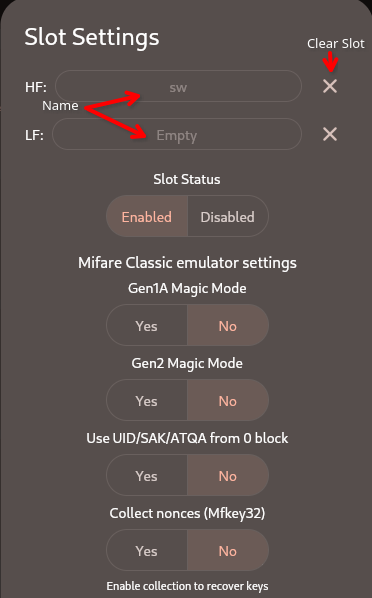 Slot Settings
Clear Slot
HF: sw
Name
LF: Empty
Slot Status
Enabled Disabled
Mifare Classic emulator settings
Gen1A Magic Mode
Yes No
Gen2 Magic Mode
Yes No
Use UID/SAK/ATQA from 0 block
Yes No
Collect nonces (Mfkey32)
Yes No
Enable collection to recover keys